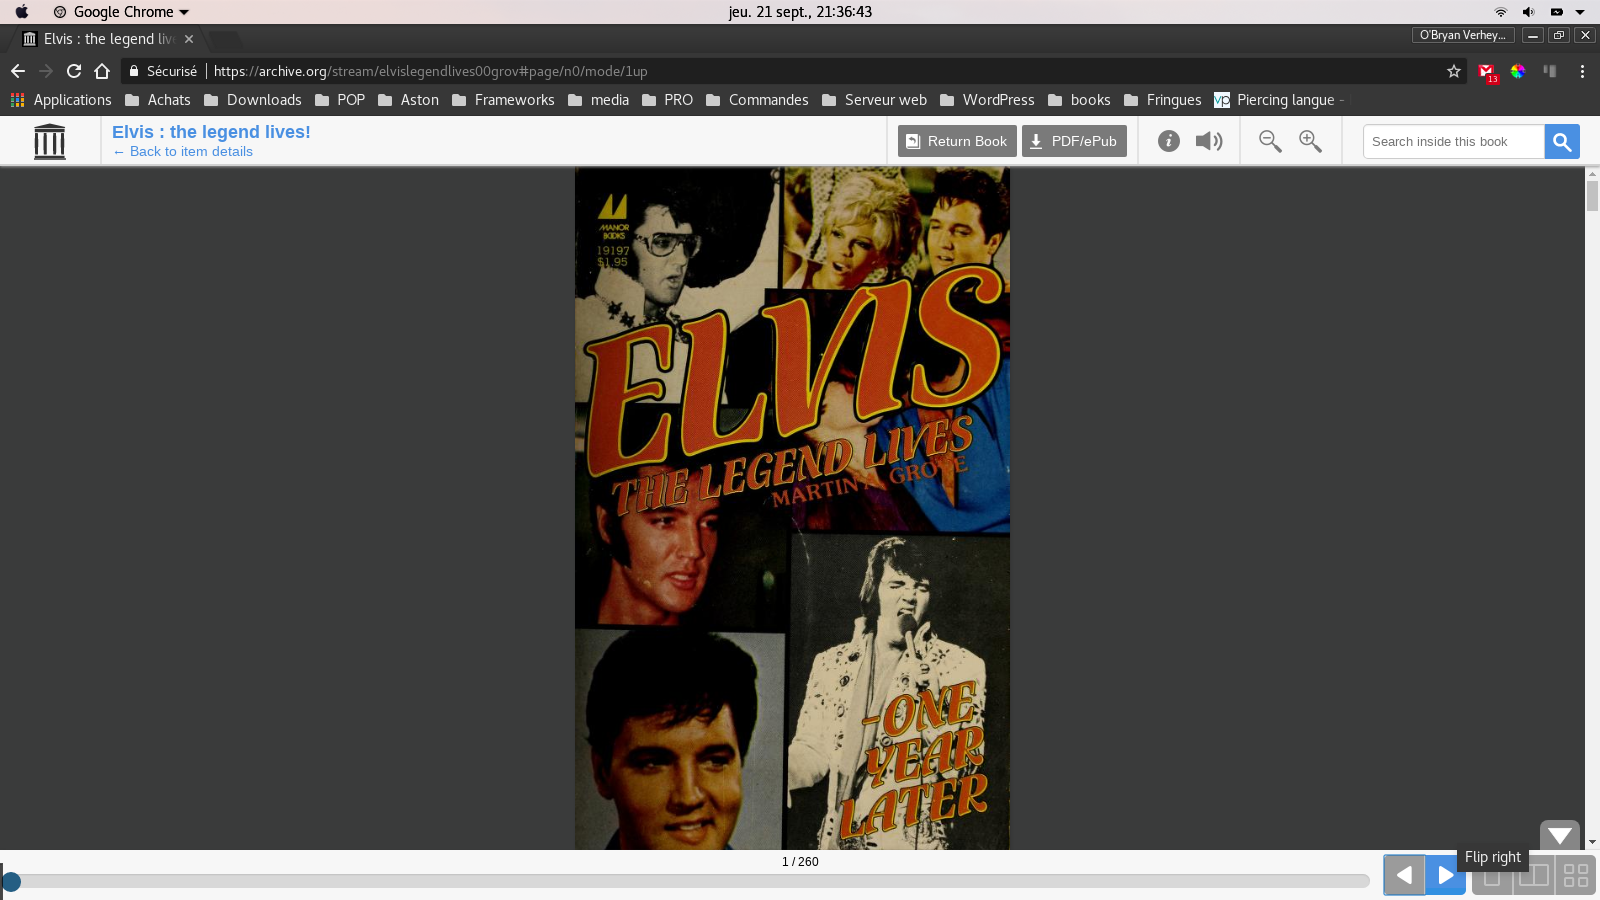 Google Chrome
jeu. 21 sept., 21:36:43
Elvis : the legend live
O'Bryan Verhey...
Sécurisé
https://archive.org/stream/elvislegendlives00grov#page/n0/mode/1up
13
Applications
Achats
Downloads
POP
Aston
Frameworks
media
PRO
Commandes
Serveur web
WordPress
books
Fringues
vp
Piercing langue -
Elvis : the legend lives!
← Back to item details
Return Book
PDF/ePub
Search inside this book
MANOR
BOOKS
19197
$1.95
ELVIS
THE LEGEND LIVES
MARTIN A. GROVE
-ONE
YEAR
LATER
1 / 260
Flip right